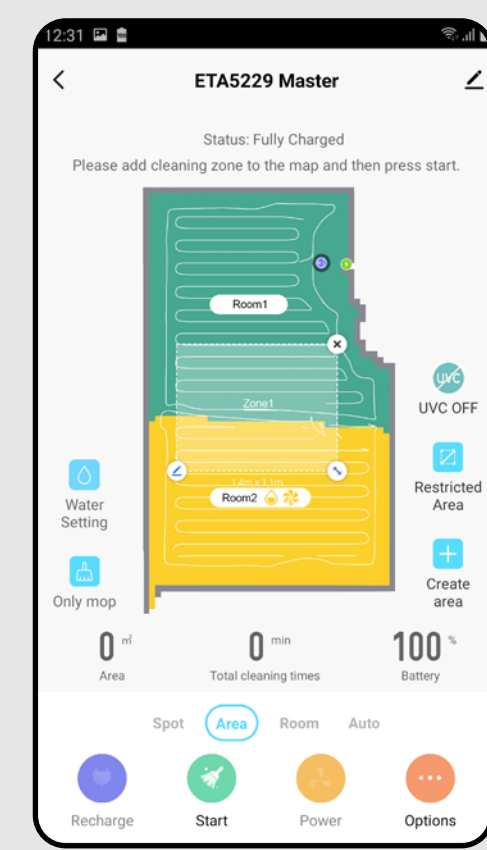 12:31
ETA5229 Master
Status: Fully Charged
Please add cleaning zone to the map and then press start.
Room1
UVC
UVC OFF
Zone1
1.4m x 1.1m
Room2
Water
Setting
Restricted
Area
Only mop
Create
area
0 ㎡
0 min
100 %
Area
Total cleaning times
Battery
Spot
Area
Room
Auto
Recharge
Start
Power
Options